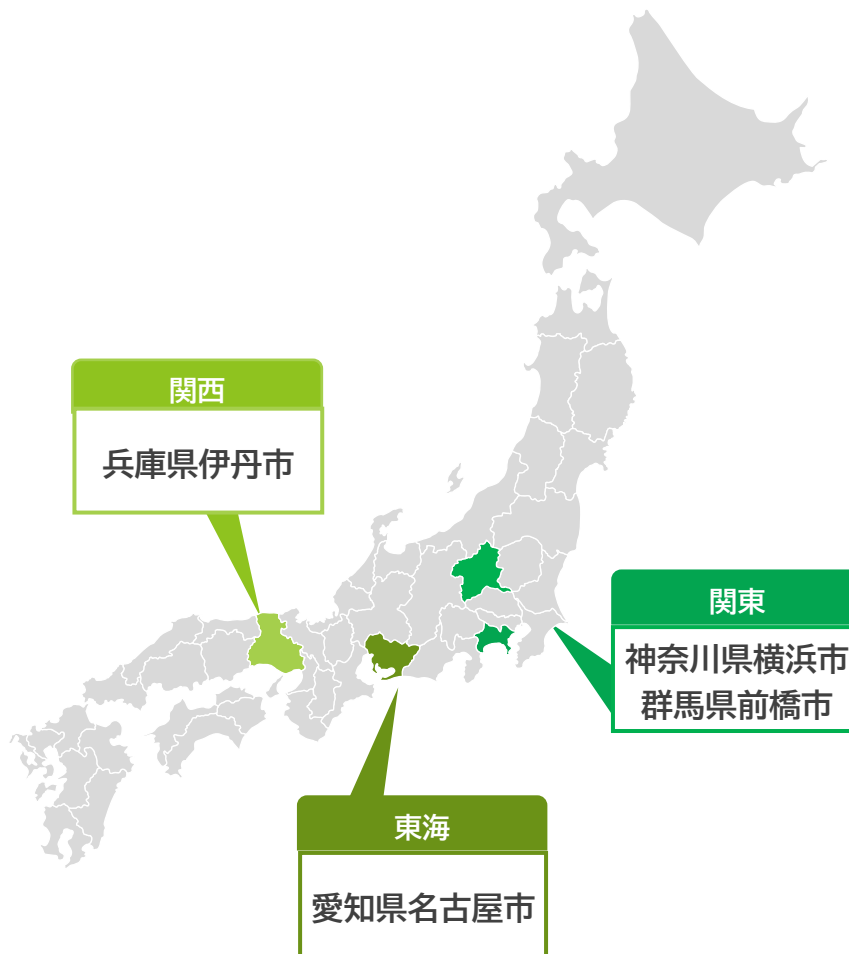 関西
兵庫県伊丹市
関東
神奈川県横浜市
群馬県前橋市
東海
愛知県名古屋市